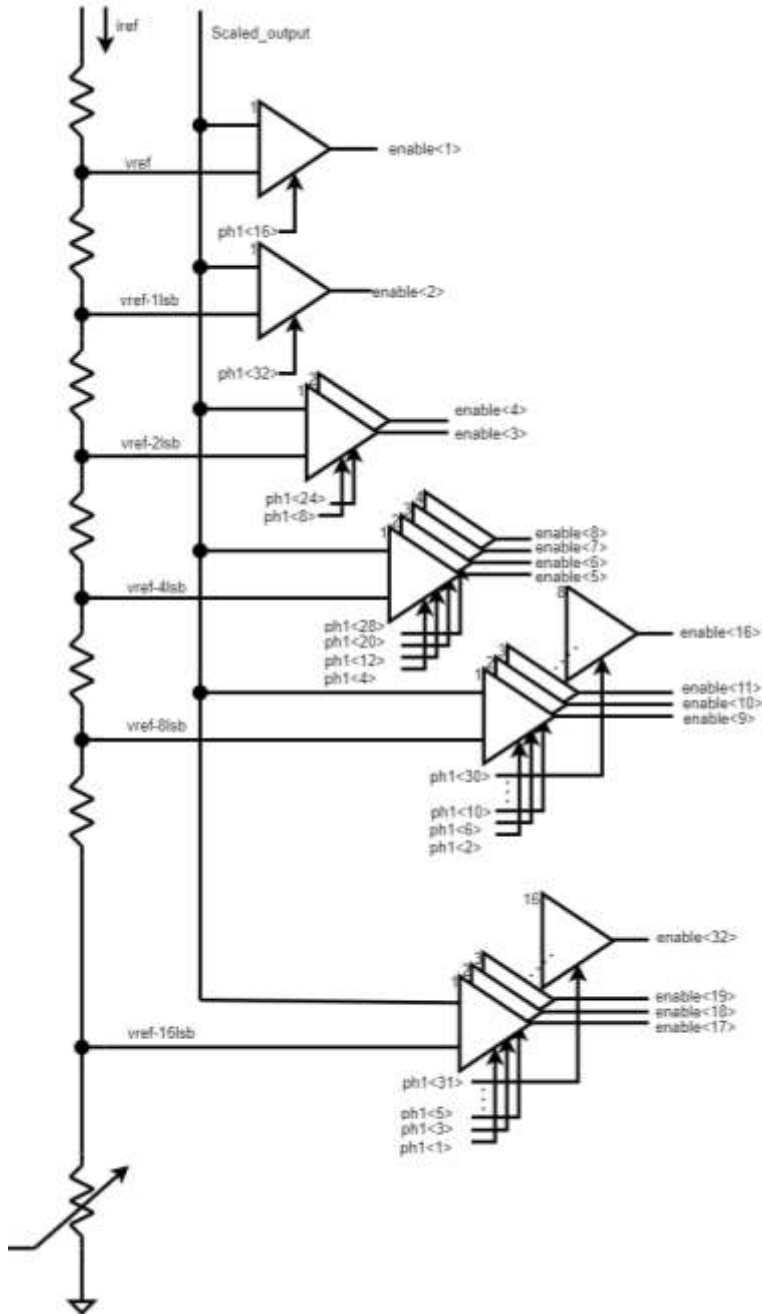 iref
Scaled_output
1
enable<1>
vref
ph1<16>
1
enable<2>
vref-1lsb
ph1<32>
2
1
enable<4>
enable<3>
vref-2lsb
ph1<24>
ph1<8>
4
3
2
1
enable<8>
enable<7>
enable<6>
enable<5>
vref-4lsb
8
ph1<28>
ph1<20>
ph1<12>
ph1<4>
enable<16>
3
2
1
enable<11>
enable<10>
enable<9>
vref-8lsb
ph1<30>
ph1<10>
ph1<6>
ph1<2>
16
enable<32>
3
2
1
enable<19>
enable<18>
enable<17>
vref-16lsb
ph1<31>
ph1<5>
ph1<3>
ph1<1>